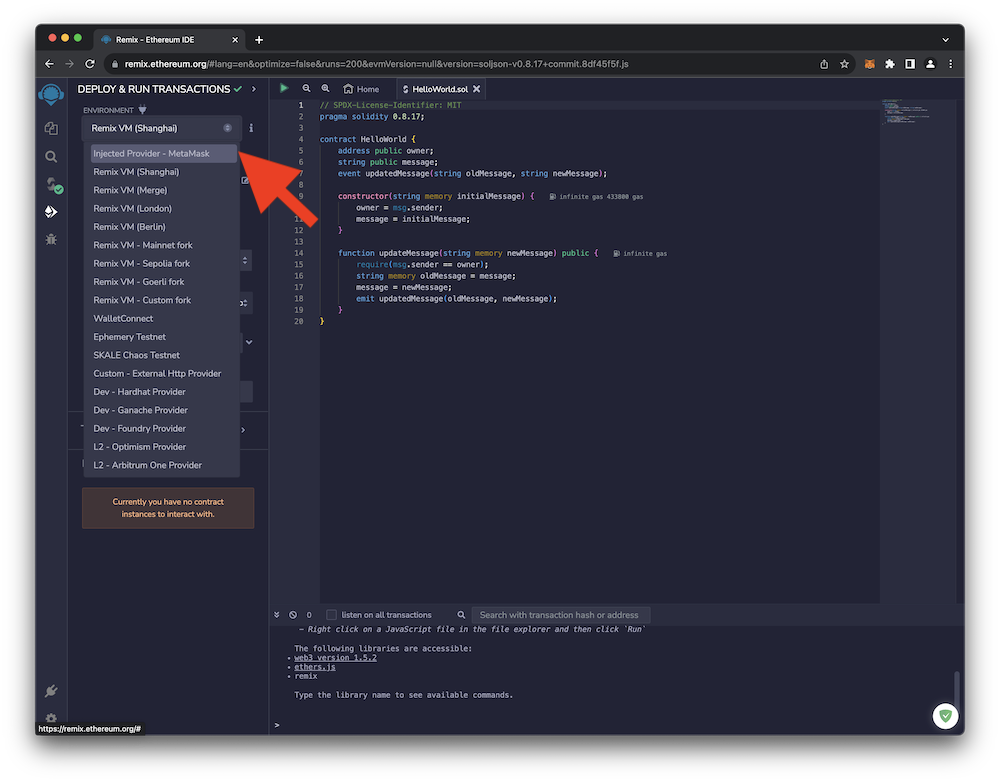 Remix - Ethereum IDE
remix.ethereum.org/#lang=en&optimize=false&runs=200&evmVersion=null&version=soljson-v0.8.17+commit.8df45f5f.js
DEPLOY & RUN TRANSACTIONS
ENVIRONMENT
Remix VM (Shanghai)
Injected Provider - MetaMask
Remix VM (Shanghai)
Remix VM (Merge)
Remix VM (London)
Remix VM (Berlin)
Remix VM - Mainnet fork
Remix VM - Sepolia fork
Remix VM - Goerli fork
Remix VM - Custom fork
WalletConnect
Ephemery Testnet
SKALE Chaos Testnet
Custom - External Http Provider
Dev - Hardhat Provider
Dev - Ganache Provider
Dev - Foundry Provider
L2 - Optimism Provider
L2 - Arbitrum One Provider
Currently you have no contract
instances to interact with.
Home
HelloWorld.sol
1 // SPDX-License-Identifier: MIT
2 pragma solidity 0.8.17;
3
4 contract HelloWorld {
5 address public owner;
6 string public message;
7 event updatedMessage(string oldMessage, string newMessage);
8
9 constructor(string memory initialMessage) { infinite gas 433800 gas
owner = msg.sender;
11 message = initialMessage;
12 }
13
14 function updateMessage(string memory newMessage) public { infinite gas
15 require(msg.sender == owner);
16 string memory oldMessage = message;
17 message = newMessage;
18 emit updatedMessage(oldMessage, newMessage);
19 }
20 }
0
listen on all transactions
Search with transaction hash or address
- Right click on a JavaScript file in the file explorer and then click `Run`
The following libraries are accessible:
• web3 version 1.5.2
• ethers.js
• remix
Type the library name to see available commands.
>
https://remix.ethereum.org/#